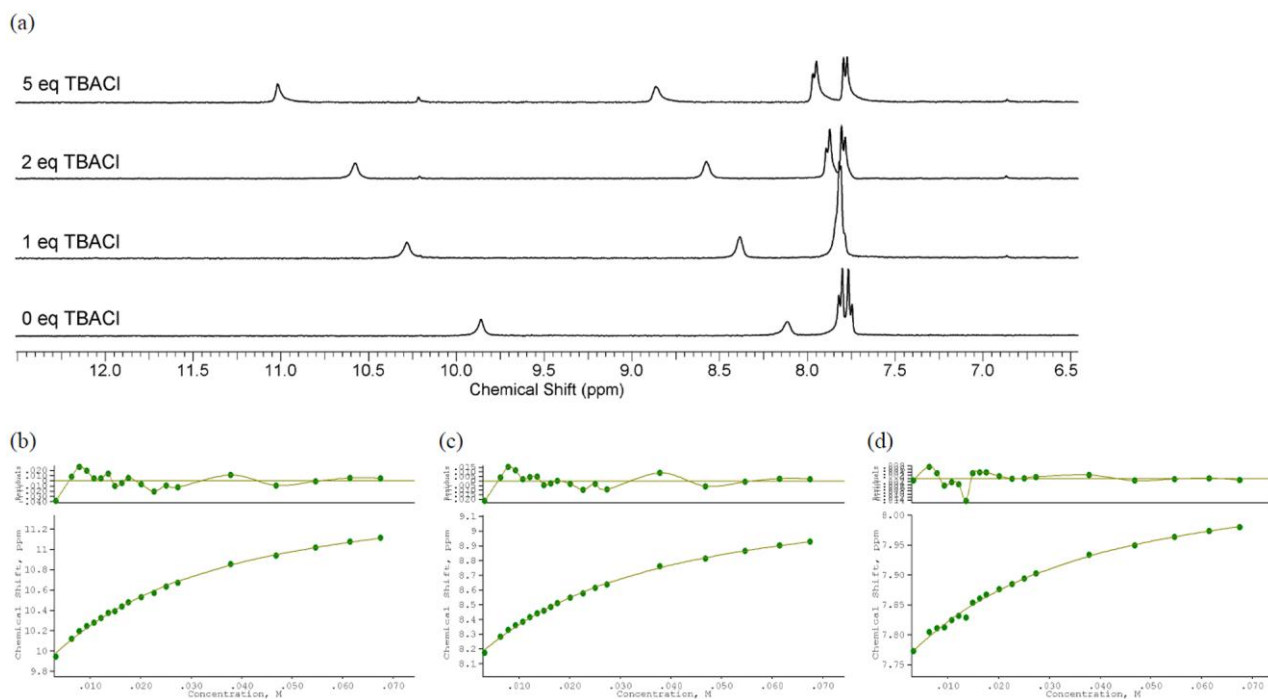 (a)
5 eq TBACl
2 eq TBACl
1 eq TBACl
0 eq TBACl
12.0 11.5 11.0 10.5 10.0 9.5 9.0 8.5 8.0 7.5 7.0 6.5
Chemical Shift (ppm)
(b)
Chemical Shift, ppm
11.2
11
10.8
10.6
10.4
10.2
10
9.8
.010 .020 .030 .040 .050 .060 .070
Concentration, M
(c)
Chemical Shift, ppm
9.1
9
8.9
8.8
8.7
8.6
8.5
8.4
8.3
8.2
8.1
.010 .020 .030 .040 .050 .060 .070
Concentration, M
(d)
Chemical Shift, ppm
8.00
7.95
7.90
7.85
7.80
7.75
.010 .020 .030 .040 .050 .060 .070
Concentration, M